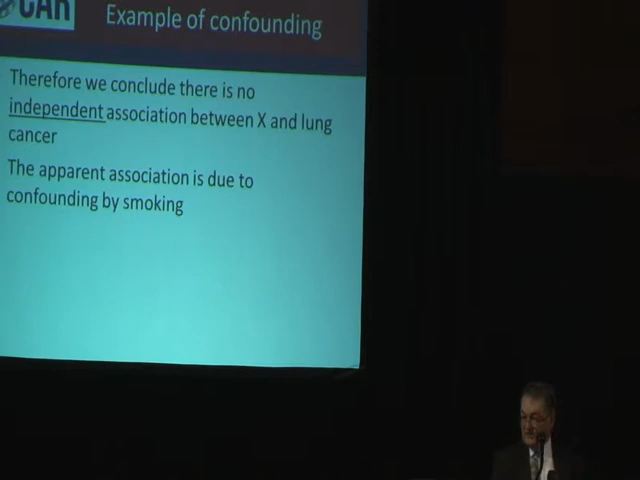 CAR
Example of confounding
Therefore we conclude there is no
independent association between X and lung
cancer
The apparent association is due to
confounding by smoking